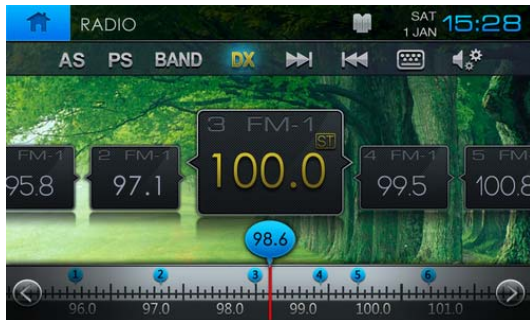 RADIO
SAT
1 JAN
15:28
AS PS BAND DX
3 FM-1
ST
100.0
FM-1
95.8
2 FM-1
97.1
4 FM-1
99.5
5 FM-1
100.8
98.6
1 2 3 4 5 6
96.0 97.0 98.0 99.0 100.0 101.0